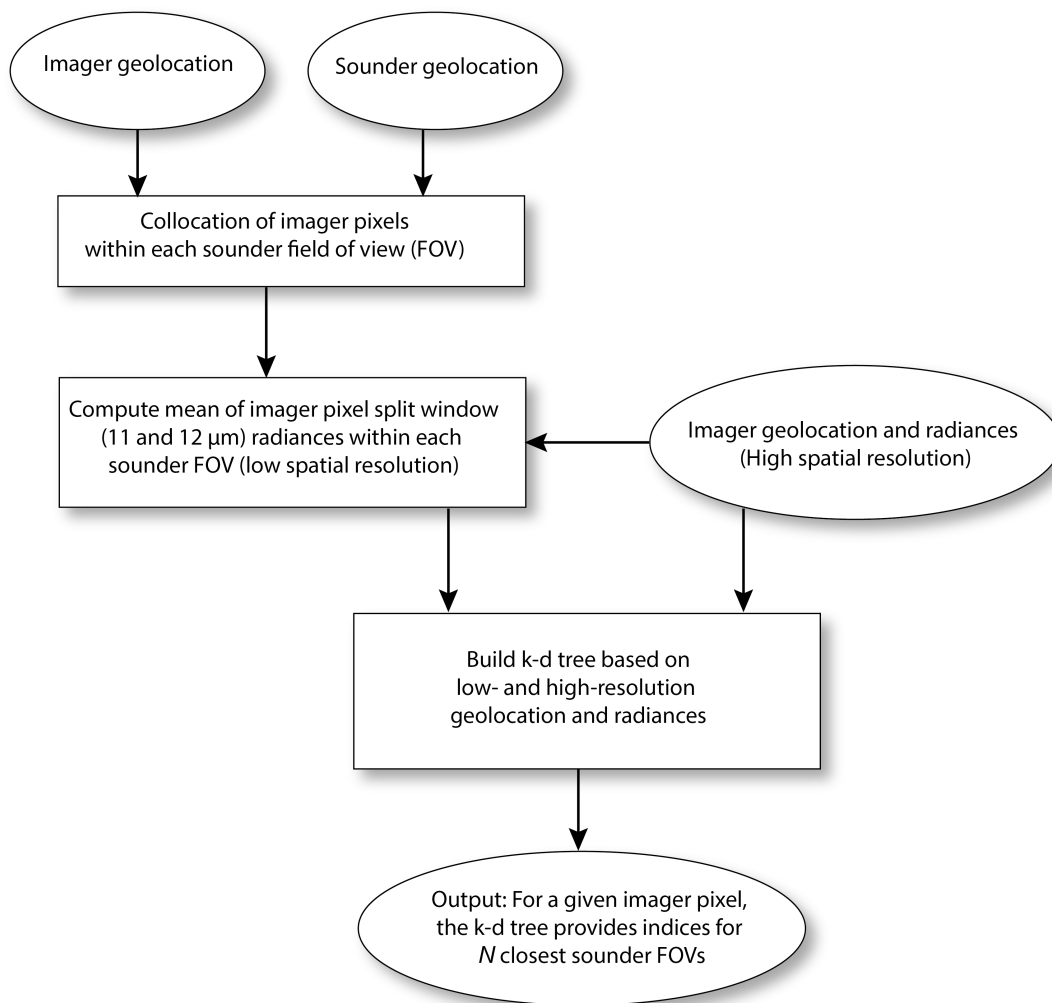 Imager geolocation
Sounder geolocation
Collocation of imager pixels
within each sounder field of view (FOV)
Compute mean of imager pixel split window
(11 and 12 μm) radiances within each
sounder FOV (low spatial resolution)
Imager geolocation and radiances
(High spatial resolution)
Build k-d tree based on
low- and high-resolution
geolocation and radiances
Output: For a given imager pixel,
the k-d tree provides indices for
N closest sounder FOVs